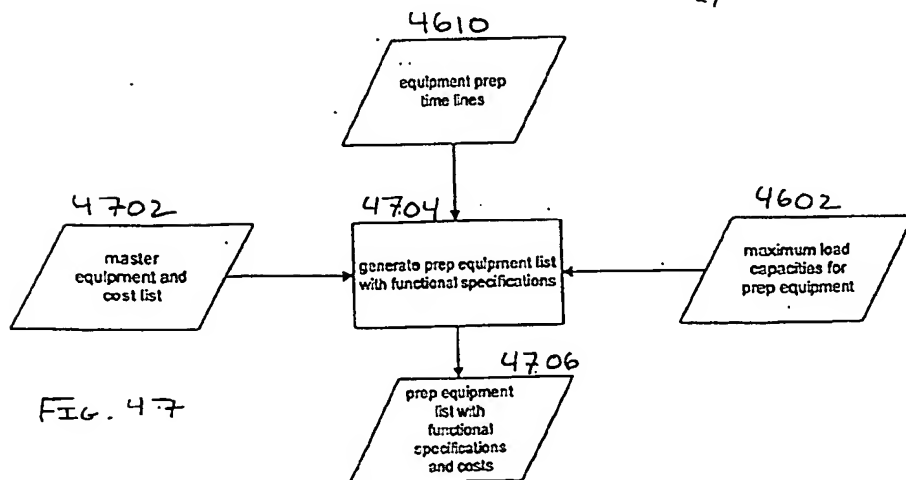 4610
equipment prep
time lines
4702
master
equipment and
cost list
4704
generate prep equipment list
with functional specifications
4602
maximum load
capacities for
prep equipment
4706
prep equipment
list with
functional
specifications
and costs
FIG. 47